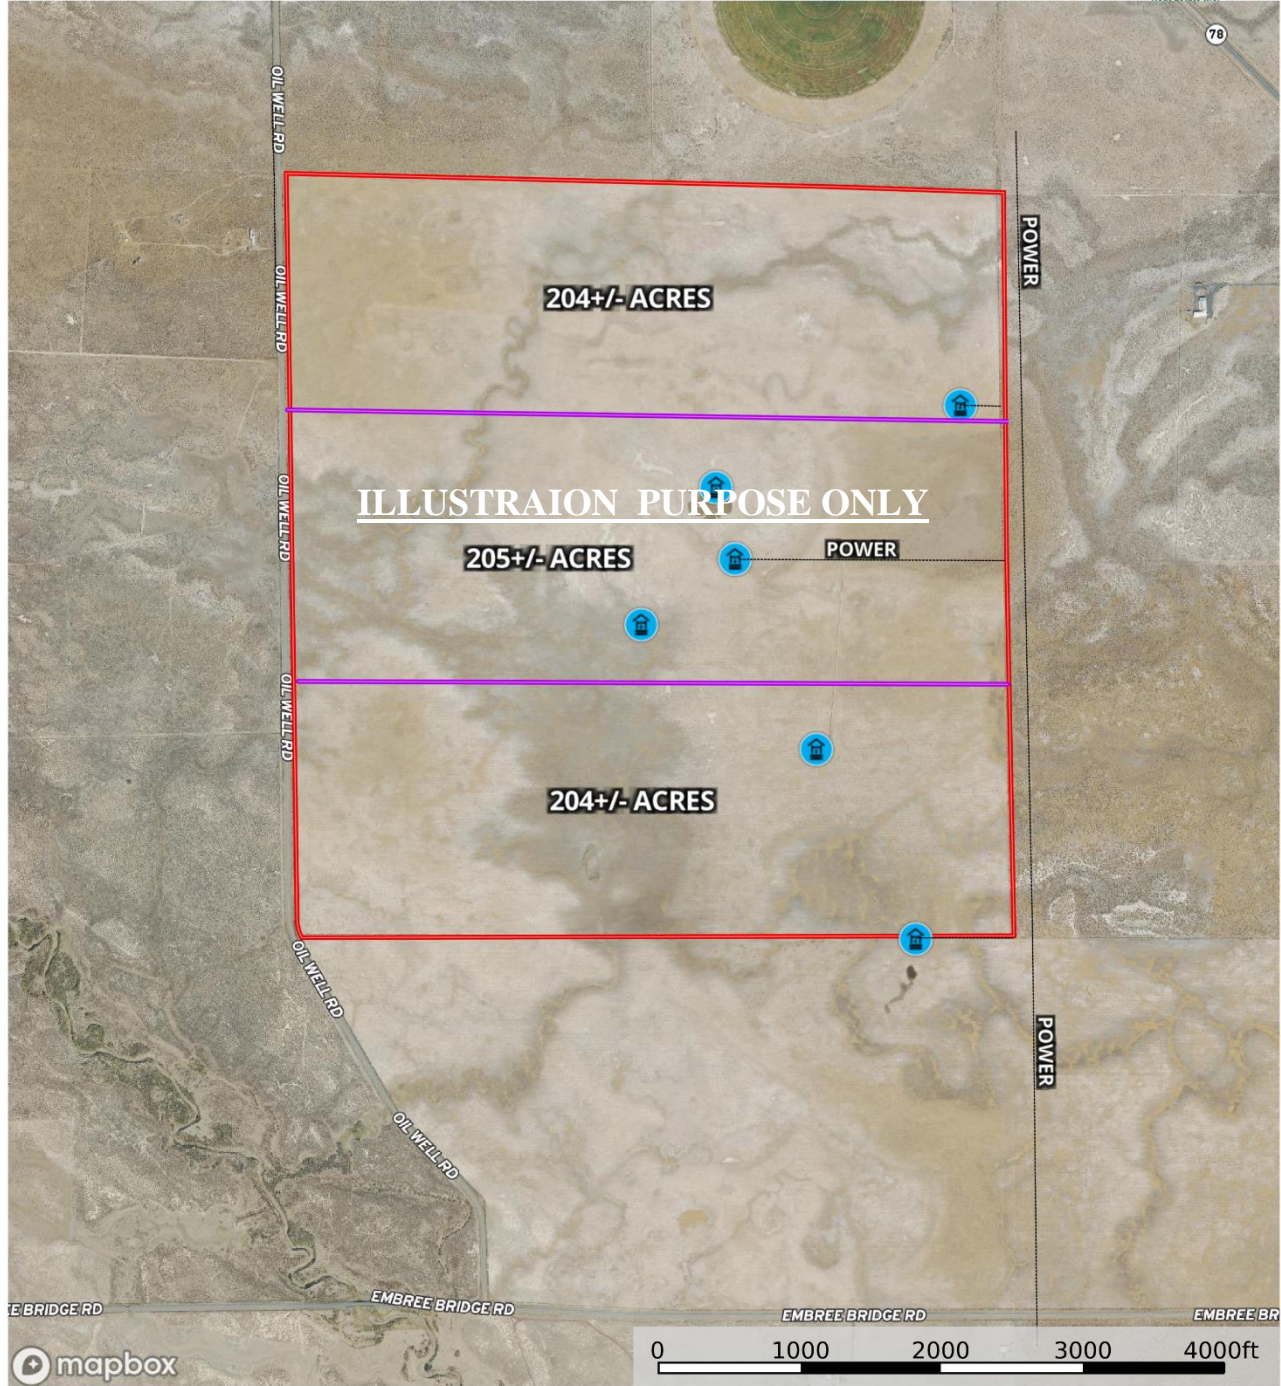 78
OIL WELL RD
POWER
OIL WELL RD
204+/- ACRES
OIL WELL RD
ILLUSTRAION PURPOSE ONLY
205+/- ACRES
POWER
OIL WELL RD
204+/- ACRES
OIL WELL RD
POWER
OIL WELL RD
EE BRIDGE RD
EMBREE BRIDGE RD
EMBREE BRIDGE RD
EMBREE BR
mapbox
0 1000 2000 3000 4000ft